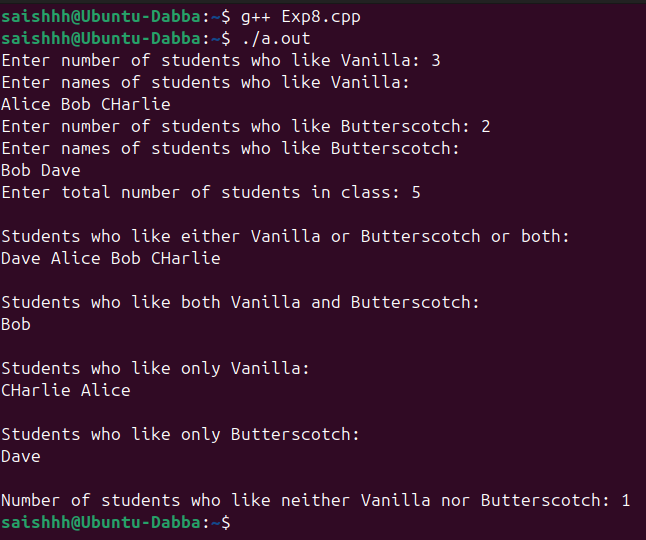 saishhh@Ubuntu-Dabba:~$ g++ Exp8.cpp
saishhh@Ubuntu-Dabba:~$ ./a.out
Enter number of students who like Vanilla: 3
Enter names of students who like Vanilla:
Alice Bob CHarlie
Enter number of students who like Butterscotch: 2
Enter names of students who like Butterscotch:
Bob Dave
Enter total number of students in class: 5
Students who like either Vanilla or Butterscotch or both:
Dave Alice Bob CHarlie
Students who like both Vanilla and Butterscotch:
Bob
Students who like only Vanilla:
CHarlie Alice
Students who like only Butterscotch:
Dave
Number of students who like neither Vanilla nor Butterscotch: 1
saishhh@Ubuntu-Dabba:~$